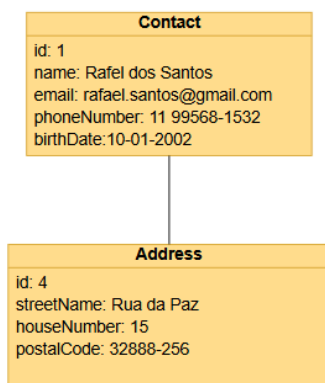 Contact
id: 1
name: Rafel dos Santos
email: rafael.santos@gmail.com
phoneNumber: 11 99568-1532
birthDate:10-01-2002
Address
id: 4
streetName: Rua da Paz
houseNumber: 15
postalCode: 32888-256